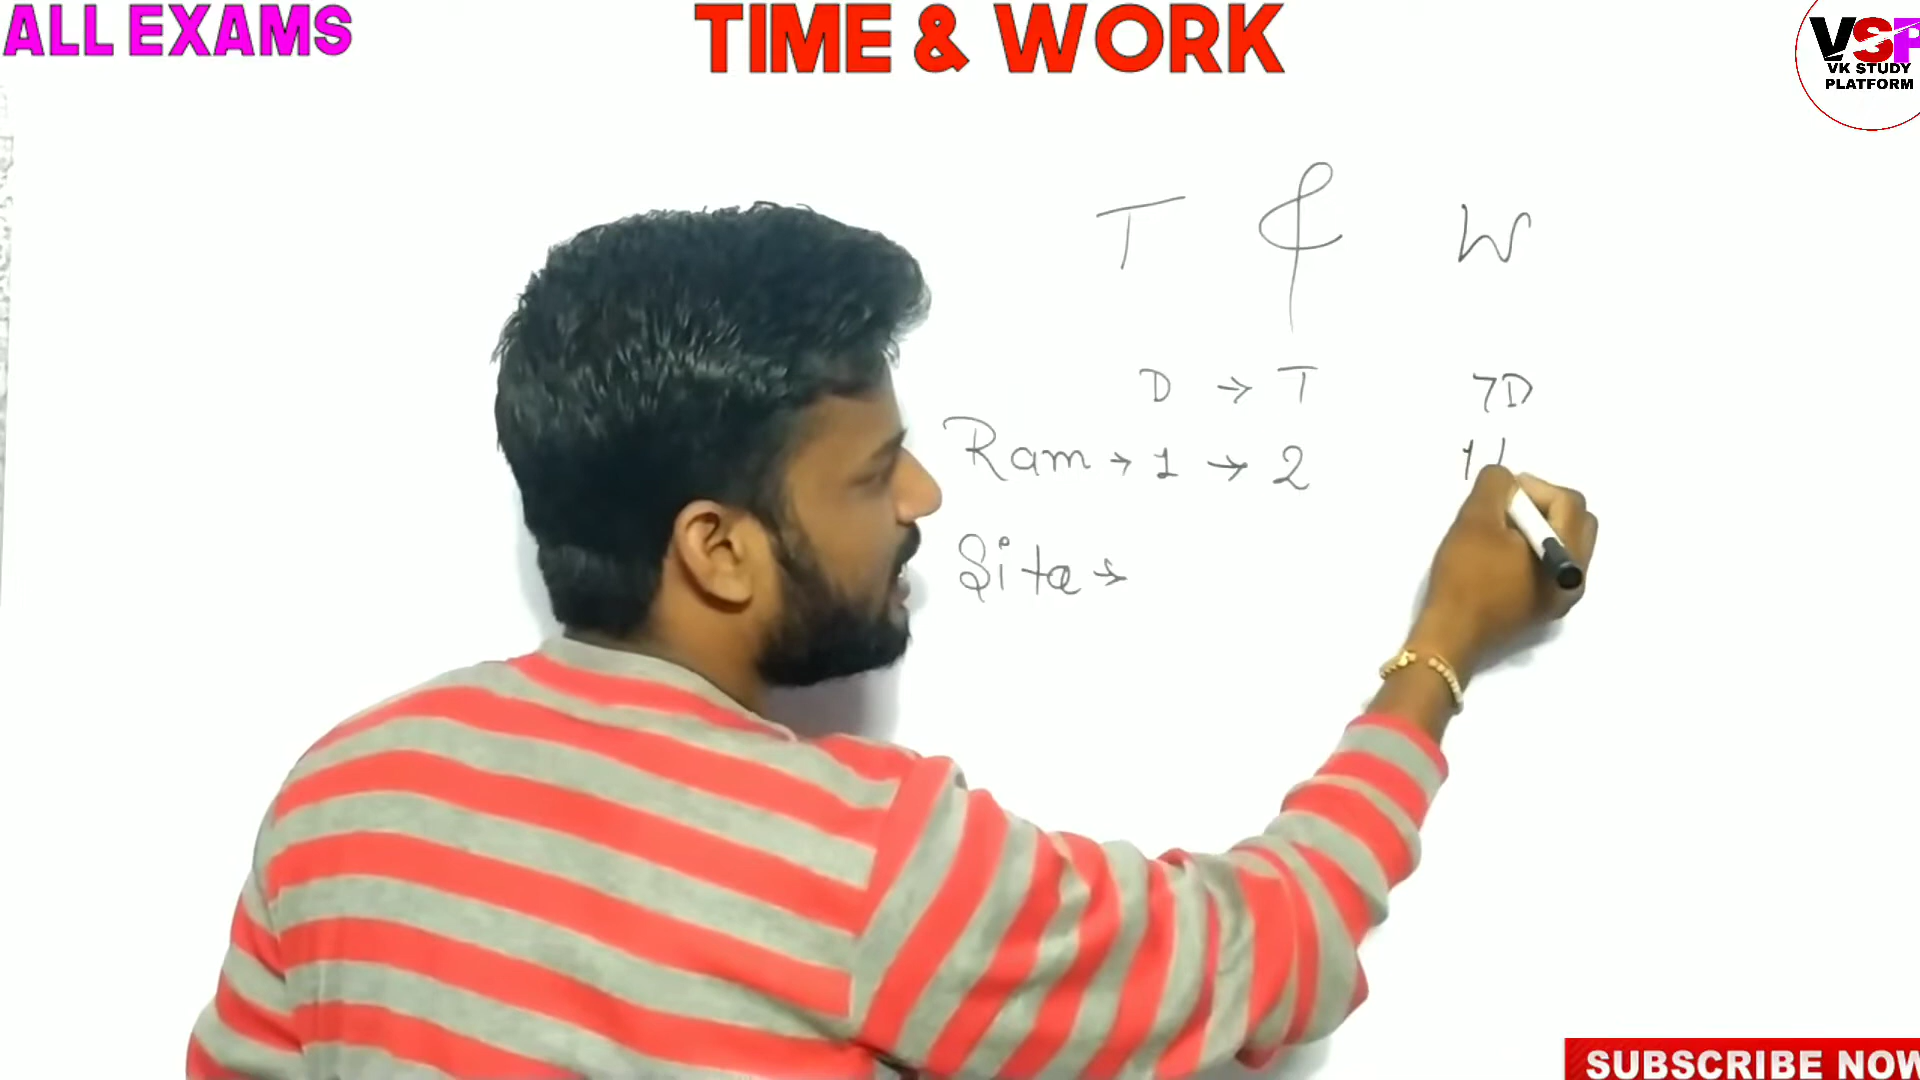 ALL EXAMS
TIME & WORK
VSP
VK STUDY
PLATFORM
T & W
D → T 7D
Ram → 1 → 2
Sita →
SUBSCRIBE NOW